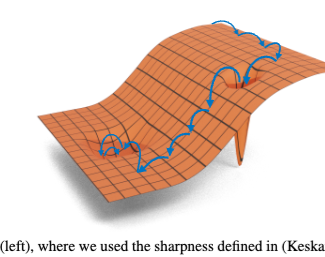 (left), where we used the sharpness defined in (Keska